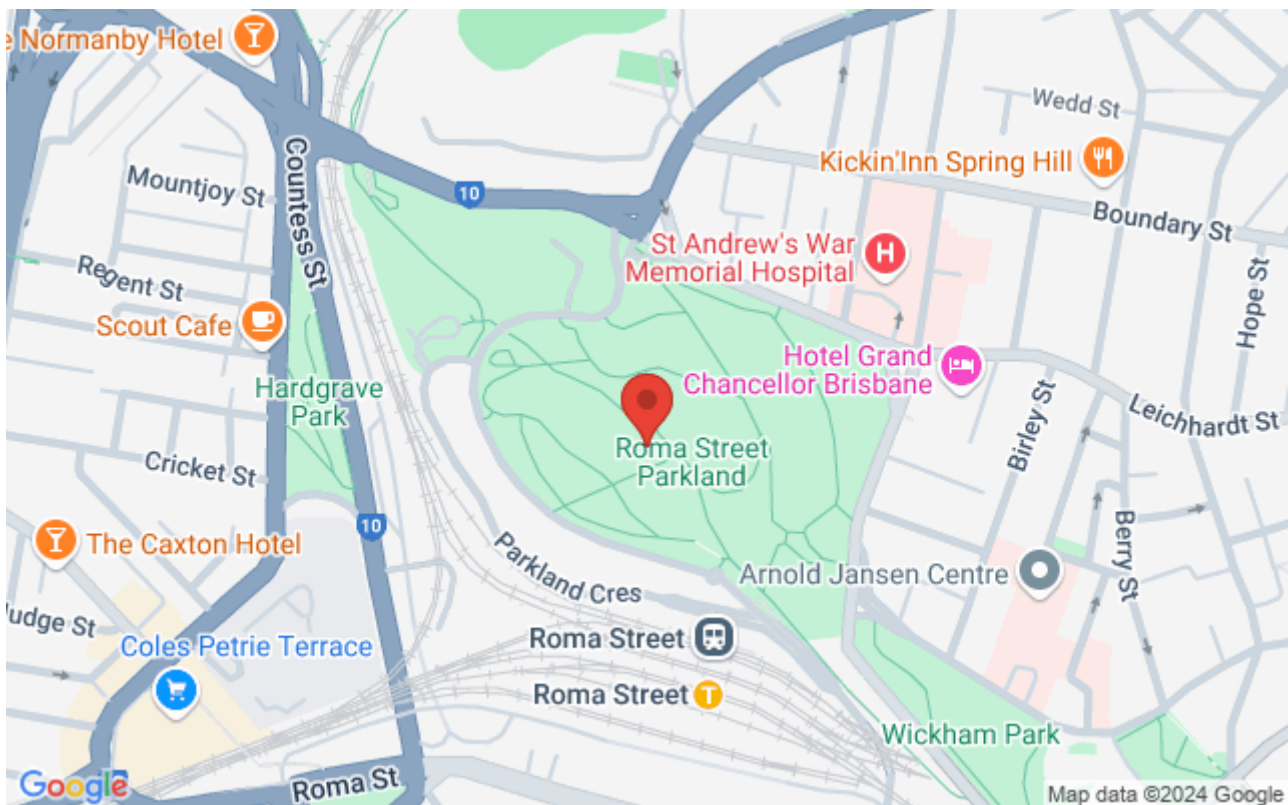 e Normanby Hotel
Wedd St
Kickin'Inn Spring Hill
Mountjoy St
Countess St
10
Boundary St
St Andrew's War
Memorial Hospital
H
Regent St
Hope St
Scout Cafe
Hotel Grand
Chancellor Brisbane
Hardgrave
Park
Birley St
Leichhardt St
Roma Street
Parkland
Cricket St
10
Berry St
The Caxton Hotel
Parkland Cres
Arnold Jansen Centre
udge St
Coles Petrie Terrace
Roma Street
Roma Street
T
Wickham Park
Google
Roma St
Map data ©2024 Google